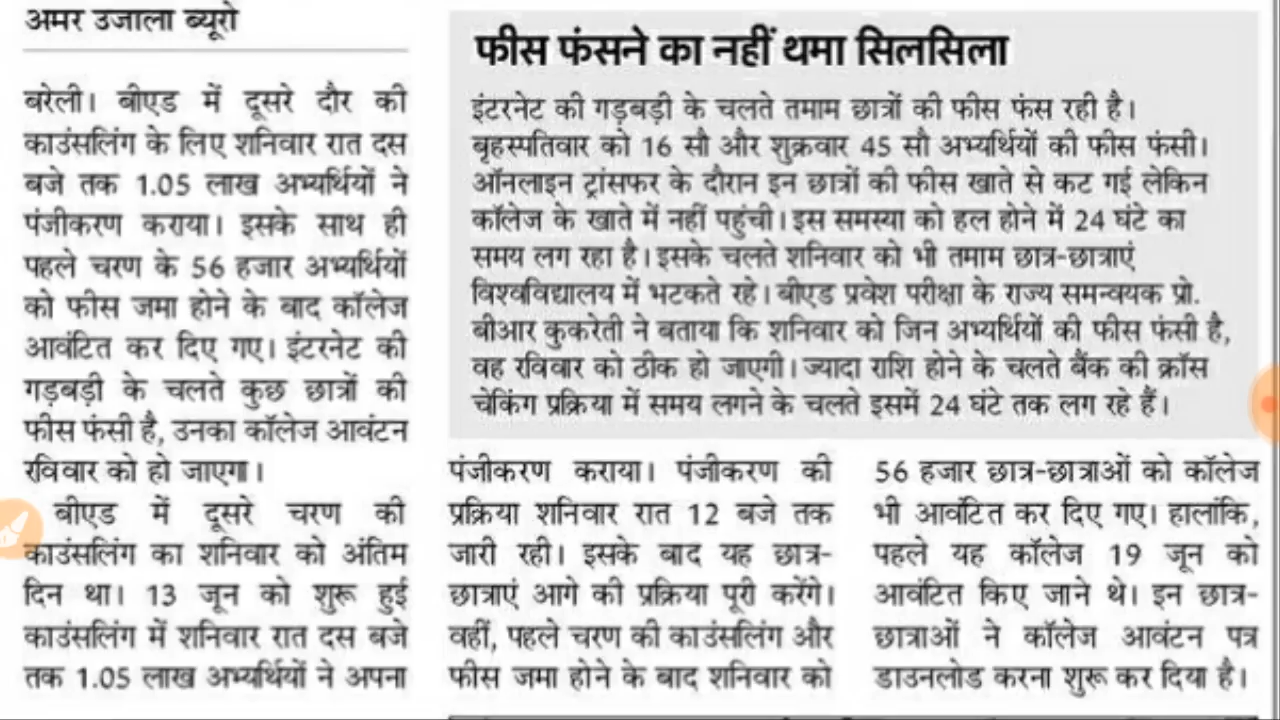 अमर उजाला ब्यूरो
बरेली। बीएड में दूसरे दौर की
काउंसलिंग के लिए शनिवार रात दस
बजे तक 1.05 लाख अभ्यर्थियों ने
पंजीकरण कराया। इसके साथ ही
पहले चरण के 56 हजार अभ्यर्थियों
को फीस जमा होने के बाद कॉलेज
आवंटित कर दिए गए। इंटरनेट की
गड़बड़ी के चलते कुछ छात्रों की
फीस फंसी है, उनका कॉलेज आवंटन
रविवार को हो जाएगा।
बीएड में दूसरे चरण की
काउंसलिंग का शनिवार को अंतिम
दिन था। 13 जून को शुरू हुई
काउंसलिंग में शनिवार रात दस बजे
तक 1.05 लाख अभ्यर्थियों ने अपना
फीस फंसने का नहीं थमा सिलसिला
इंटरनेट की गड़बड़ी के चलते तमाम छात्रों की फीस फंस रही है।
बृहस्पतिवार को 16 सौ और शुक्रवार 45 सौ अभ्यर्थियों की फीस फंसी।
ऑनलाइन ट्रांसफर के दौरान इन छात्रों की फीस खाते से कट गई लेकिन
कॉलेज के खाते में नहीं पहुंची। इस समस्या को हल होने में 24 घंटे का
समय लग रहा है। इसके चलते शनिवार को भी तमाम छात्र-छात्राएं
विश्वविद्यालय में भटकते रहे। बीएड प्रवेश परीक्षा के राज्य समन्वयक प्रो.
बीआर कुकरेती ने बताया कि शनिवार को जिन अभ्यर्थियों की फीस फंसी है,
वह रविवार को ठीक हो जाएगी। ज्यादा राशि होने के चलते बैंक की क्रॉस
चेकिंग प्रक्रिया में समय लगने के चलते इसमें 24 घंटे तक लग रहे हैं।
पंजीकरण कराया। पंजीकरण की
प्रक्रिया शनिवार रात 12 बजे तक
जारी रही। इसके बाद यह छात्र-
छात्राएं आगे की प्रक्रिया पूरी करेंगे।
वहीं, पहले चरण की काउंसलिंग और
फीस जमा होने के बाद शनिवार को
56 हजार छात्र-छात्राओं को कॉलेज
भी आवंटित कर दिए गए। हालांकि,
पहले यह कॉलेज 19 जून को
आवंटित किए जाने थे। इन छात्र-
छात्राओं ने कॉलेज आवंटन पत्र
डाउनलोड करना शुरू कर दिया है।